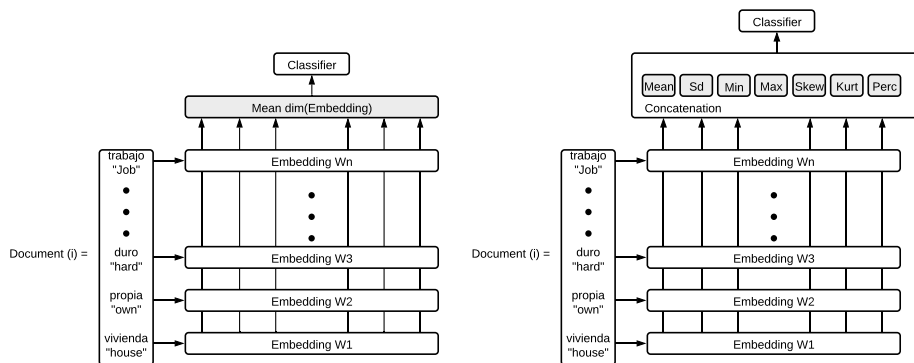 Classifier
Mean dim(Embedding)
trabajo
"Job"
Embedding Wn
Document (i) =
duro
"hard"
Embedding W3
propia
"own"
Embedding W2
vivienda
"house"
Embedding W1
Classifier
Mean Sd Min Max Skew Kurt Perc
Concatenation
trabajo
"Job"
Embedding Wn
Document (i) =
duro
"hard"
Embedding W3
propia
"own"
Embedding W2
vivienda
"house"
Embedding W1